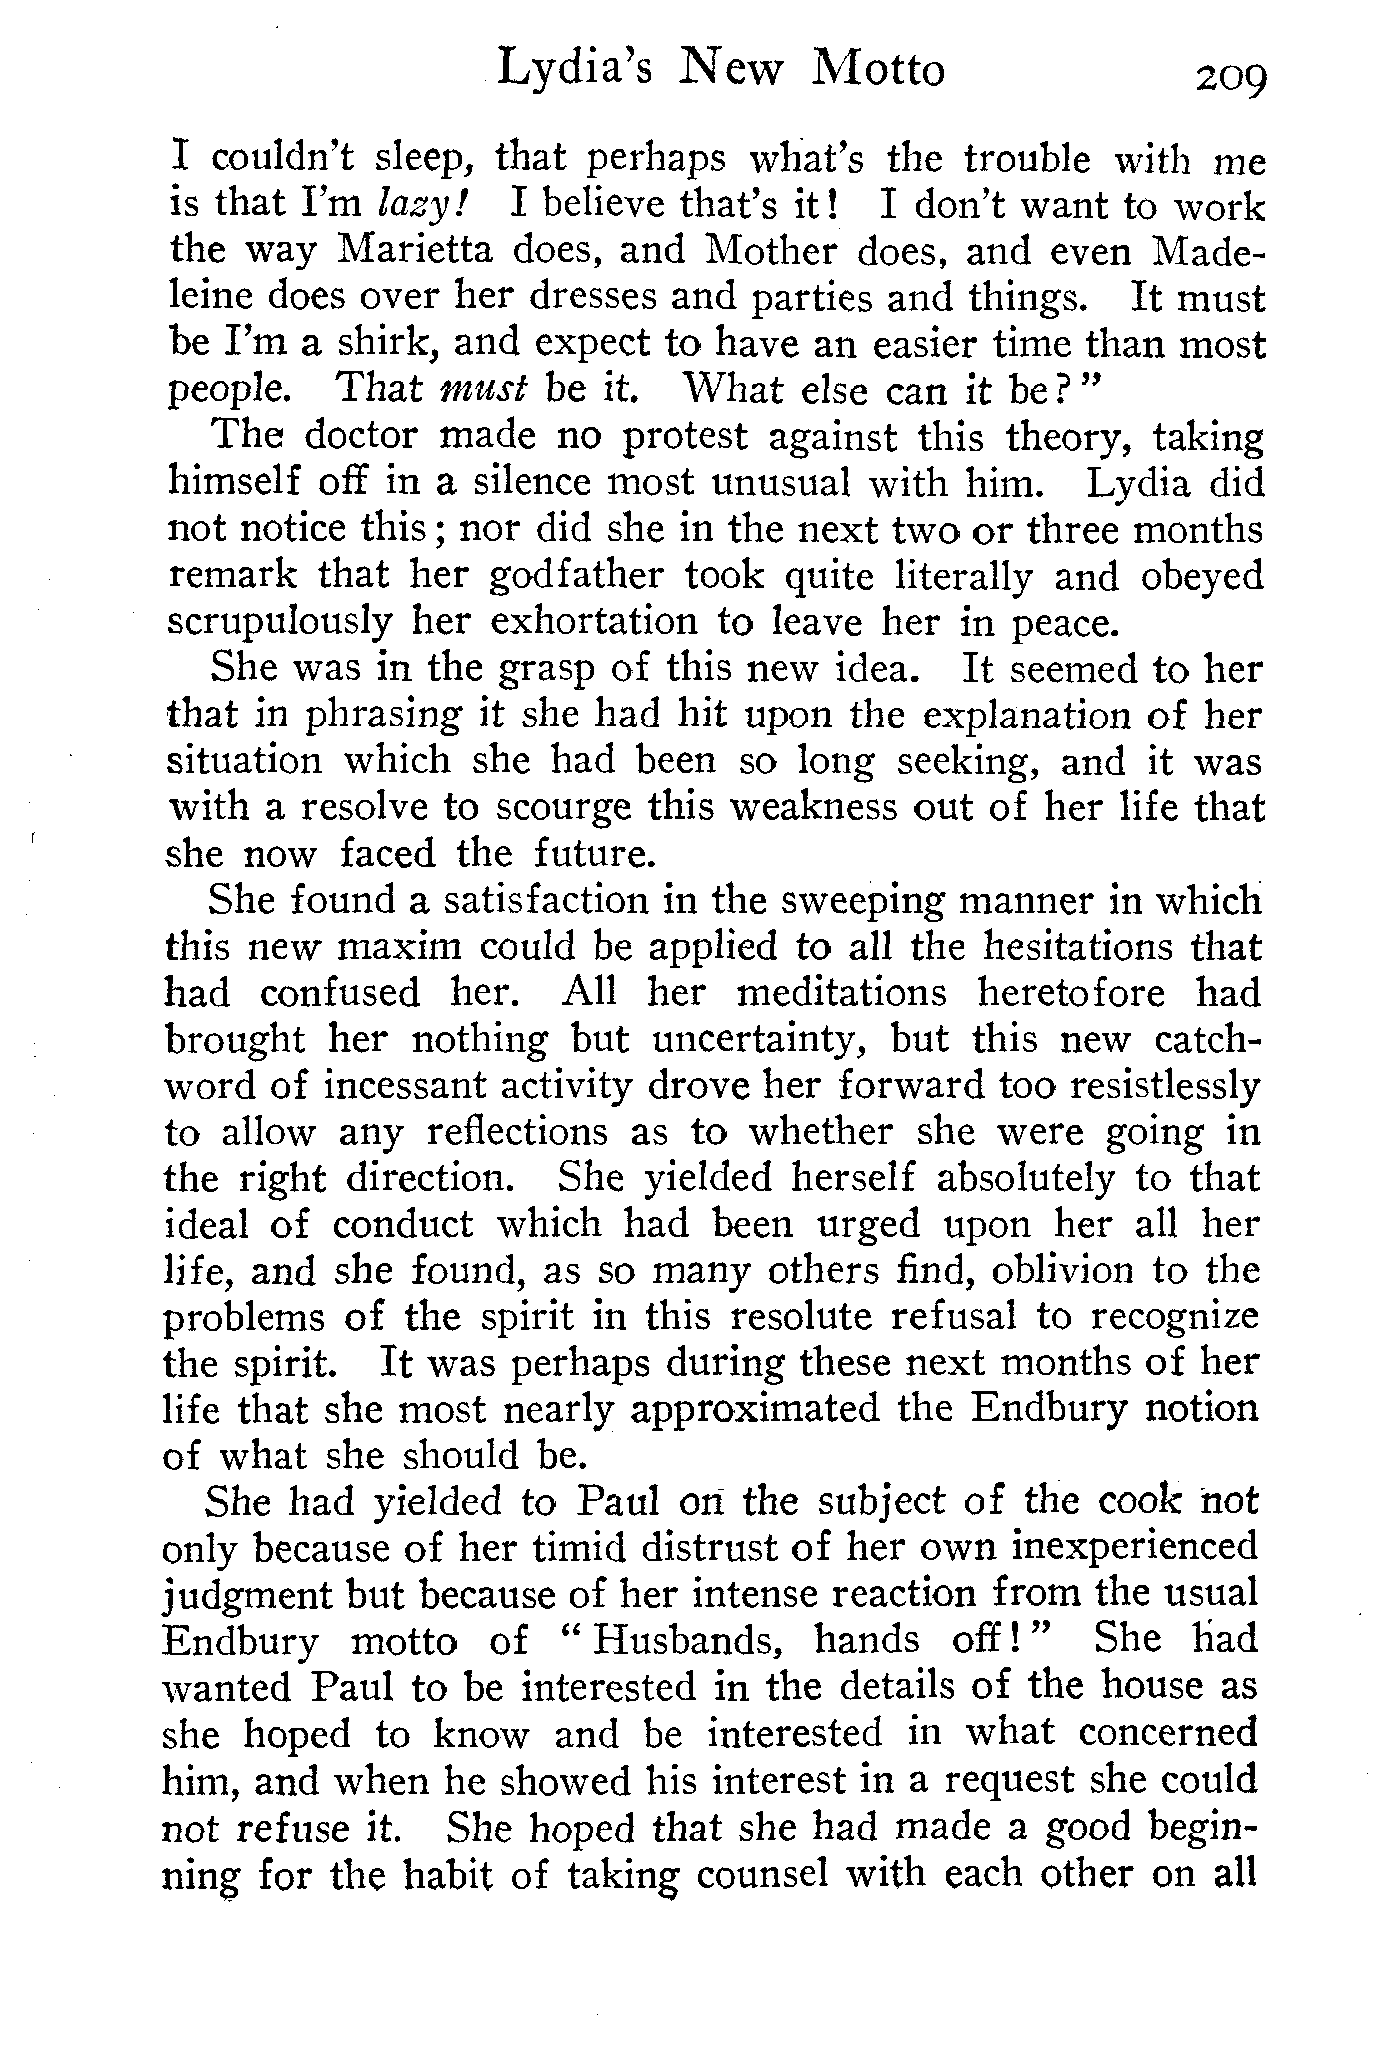 Lydia's New Motto 209
I couldn't sleep, that perhaps what's the trouble with me
is that I'm lazy! I believe that's it! I don't want to work
the way Marietta does, and Mother does, and even Made-
leine does over her dresses and parties and things. It must
be I'm a shirk, and expect to have an easier time than most
people. That must be it. What else can it be?"
The doctor made no protest against this theory, taking
himself off in a silence most unusual with him. Lydia did
not notice this; nor did she in the next two or three months
remark that her godfather took quite literally and obeyed
scrupulously her exhortation to leave her in peace.
She was in the grasp of this new idea. It seemed to her
that in phrasing it she had hit upon the explanation of her
situation which she had been so long seeking, and it was
with a resolve to scourge this weakness out of her life that
she now faced the future.
She found a satisfaction in the sweeping manner in which
this new maxim could be applied to all the hesitations that
had confused her. All her meditations heretofore had
brought her nothing but uncertainty, but this new catch-
word of incessant activity drove her forward too resistlessly
to allow any reflections as to whether she were going in
the right direction. She yielded herself absolutely to that
ideal of conduct which had been urged upon her all her
life, and she found, as so many others find, oblivion to the
problems of the spirit in this resolute refusal to recognize
the spirit. It was perhaps during these next months of her
life that she most nearly approximated the Endbury notion
of what she should be.
She had yielded to Paul on the subject of the cook not
only because of her timid distrust of her own inexperienced
judgment but because of her intense reaction from the usual
Endbury motto of "Husbands, hands off!" She had
wanted Paul to be interested in the details of the house as
she hoped to know and be interested in what concerned
him, and when he showed his interest in a request she could
not refuse it. She hoped that she had made a good begin-
ning for the habit of taking counsel with each other on all